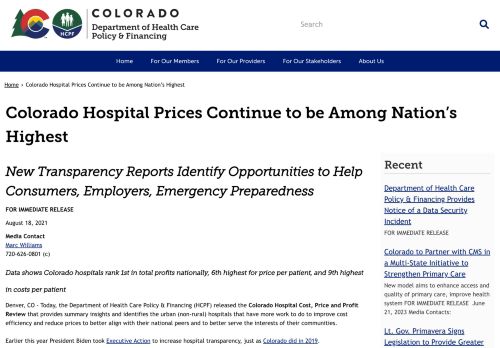 COLORADO
Department of Health Care
Policy & Financing
HCPF
Search
Home
For Our Members
For Our Providers
For Our Stakeholders
About Us
Home › Colorado Hospital Prices Continue to be Among Nation's Highest
Colorado Hospital Prices Continue to be Among Nation's
Highest
New Transparency Reports Identify Opportunities to Help
Consumers, Employers, Emergency Preparedness
FOR IMMEDIATE RELEASE
August 18, 2021
Media Contact
Marc Williams
720-626-0801 (c)
Data shows Colorado hospitals rank 1st in total profits nationally, 6th highest for price per patient, and 9th highest
in costs per patient
Denver, CO - Today, the Department of Health Care Policy & Financing (HCPF) released the Colorado Hospital Cost, Price and Profit
Review that provides summary insights and identifies the urban (non-rural) hospitals that have more work to do to improve cost
efficiency and reduce prices to better align with their national peers and to better serve the interests of their communities.
Earlier this year President Biden took Executive Action to increase hospital transparency, just as Colorado did in 2019.
Recent
Department of Health Care
Policy & Financing Provides
Notice of a Data Security
Incident
FOR IMMEDIATE RELEASE
Colorado to Partner with CMS in
a Multi-State Initiative to
Strengthen Primary Care
New model aims to enhance access and
quality of primary care, improve health
system FOR IMMEDIATE RELEASE June
21, 2023 Media Contacts:
Lt. Gov. Primavera Signs
Legislation to Provide Greater